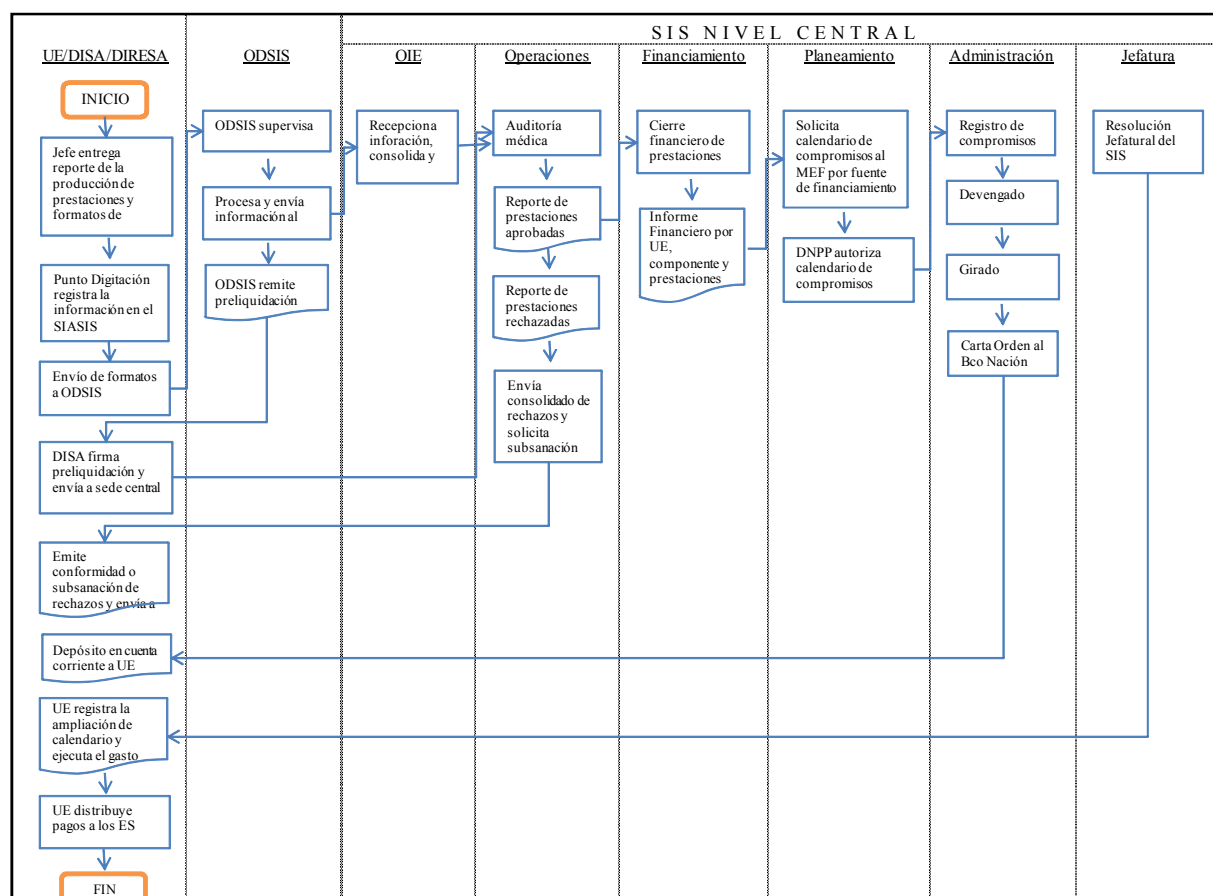 SIS NIVEL CENTRAL
UE/DISA/DIRESA
ODSIS
OIE
Operaciones
Financiamiento
Planeamiento
Administración
Jefatura
INICIO
Jefe entrega
reporte de la
producción de
prestaciones y
formatos de
Punto Digitación
registra la
información en el
SIASIS
Envío de formatos
a ODSIS
DISA firma
preliquidación y
envía a sede central
Emite
conformidad o
subsanación de
rechazos y envía a
Depósito en cuenta
corriente a UE
UE registra la
ampliación de
calendario y
ejecuta el gasto
UE distribuye
pagos a los ES
FIN
ODSIS supervisa
Procesa y envía
información al
ODSIS remite
preliquidación
Recepciona
inforación,
consolida y
Auditoría
médica
Reporte de
prestaciones
aprobadas
Reporte de
prestaciones
rechazadas
Envía
consolidado de
rechazos y
solicita
subsanación
Cierre
financiero de
prestaciones
Informe
Financiero por
UE,
componente y
prestaciones
Solicita
calendario de
compromisos al
MEF por fuente
de financiamiento
DNPP autoriza
calendario de
compromisos
Registro de
compromisos
Devengado
Girado
Carta Orden al
Bco Nación
Resolución
Jefatural del
SIS